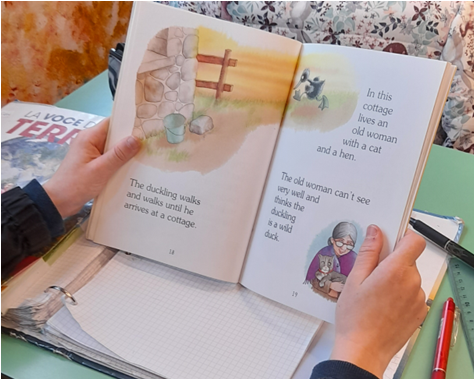 LA VOCE D
TERR
The duckling walks
and walks until he
arrives at a cottage.
14
In this
cottage
lives an
old woman
with a cat
and a hen.
The old woman can't see
very well and
thinks the
duckling
is a wild
duck.
15